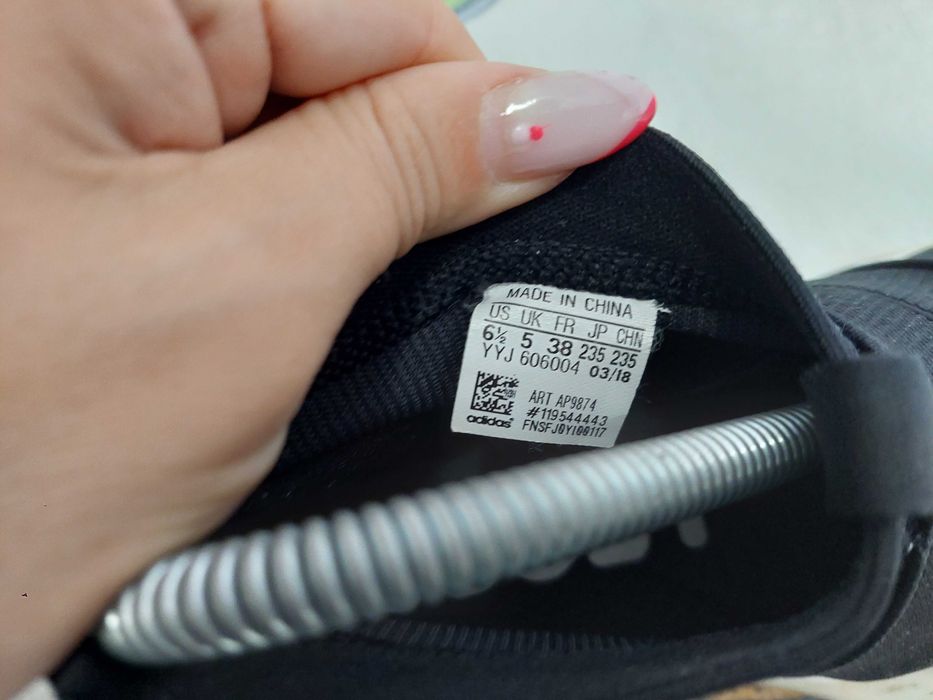 MADE IN CHINA
US UK FR JP CHN
6½ 5 38 235 235
YYJ 606004 03/18
ART AP9874
#119544443
adidas FNSFJ0Y100117